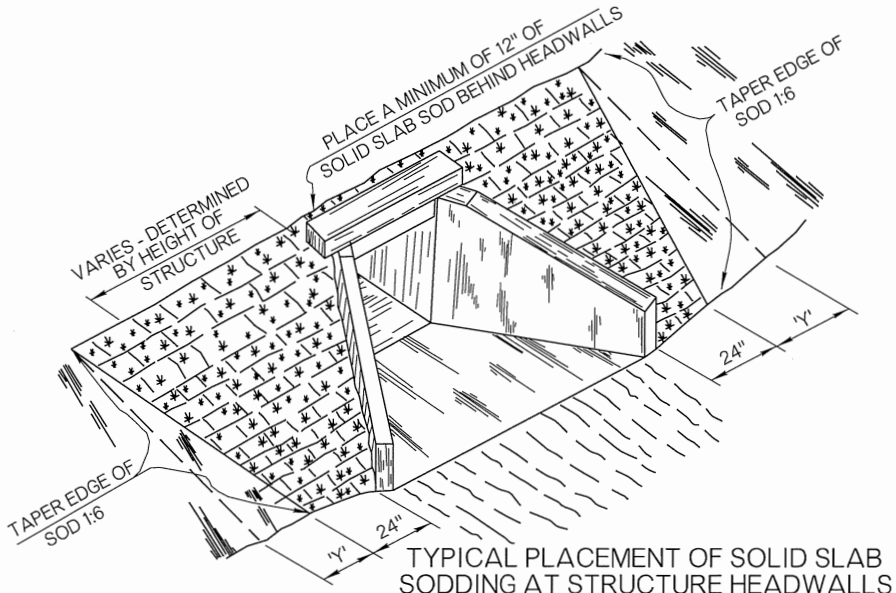 PLACE A MINIMUM OF 12" OF
SOLID SLAB SOD BEHIND HEADWALLS
TAPER EDGE OF
SOD 1:6
VARIES - DETERMINED
BY HEIGHT OF
STRUCTURE
24"
'Y'
TAPER EDGE OF
SOD 1:6
'Y'
24"
TYPICAL PLACEMENT OF SOLID SLAB
SODDING AT STRUCTURE HEADWALLS